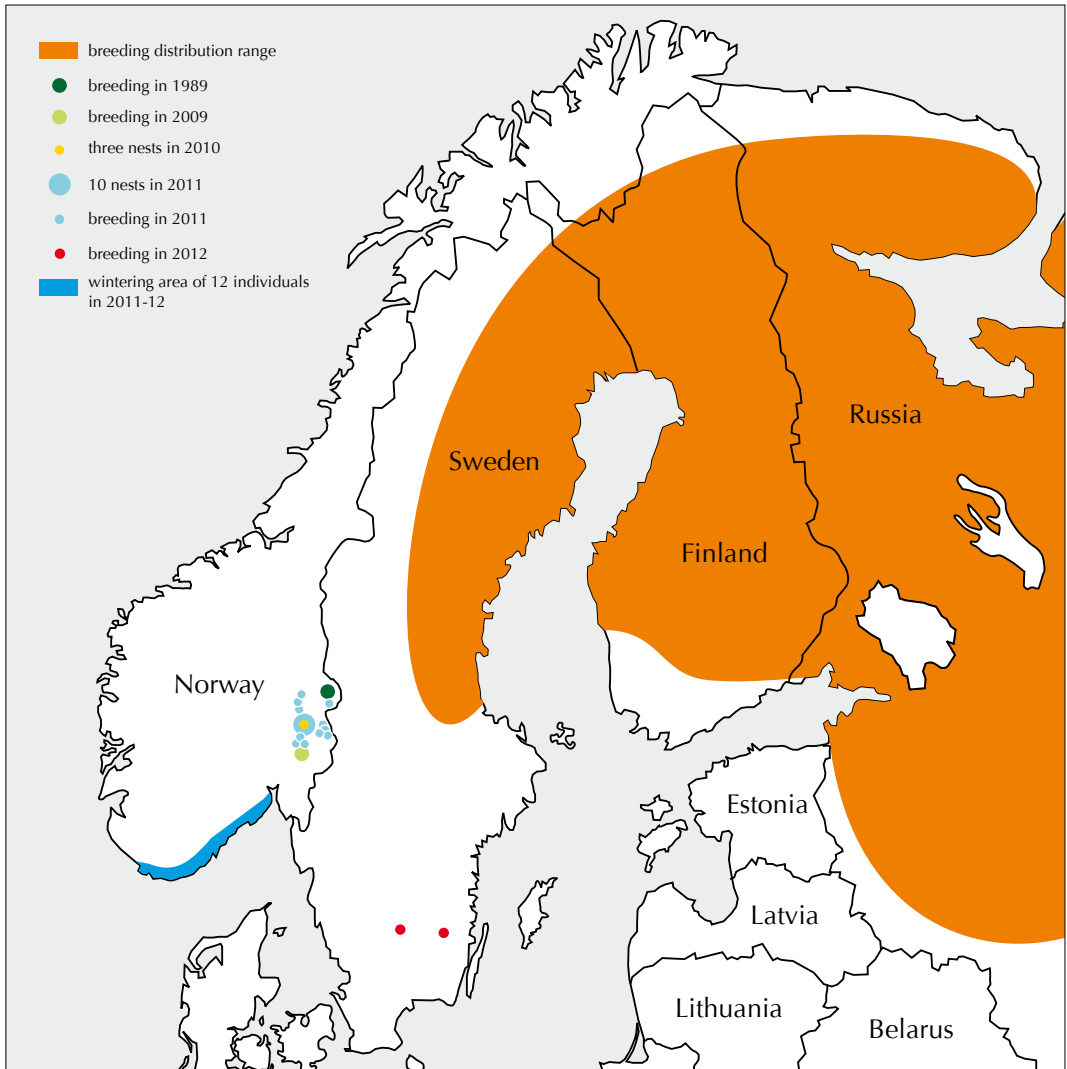 breeding distribution range
breeding in 1989
breeding in 2009
three nests in 2010
10 nests in 2011
breeding in 2011
breeding in 2012
wintering area of 12 individuals
in 2011-12
Russia
Sweden
Finland
Norway
Estonia
Latvia
Lithuania
Belarus